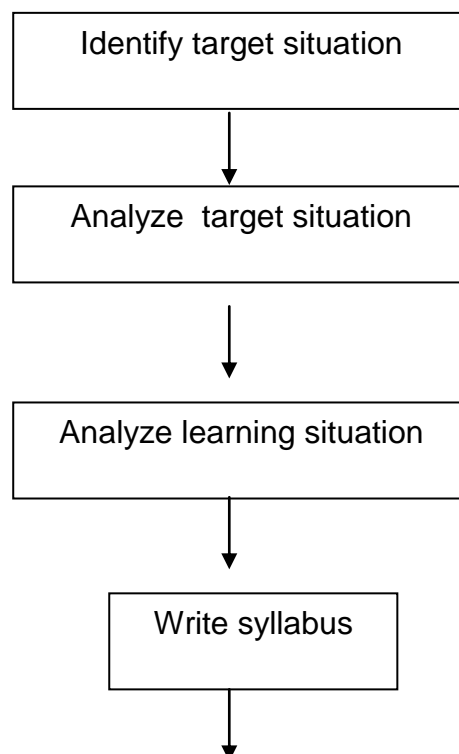 Identify target situation
Analyze  target situation
Analyze learning situation
Write syllabus